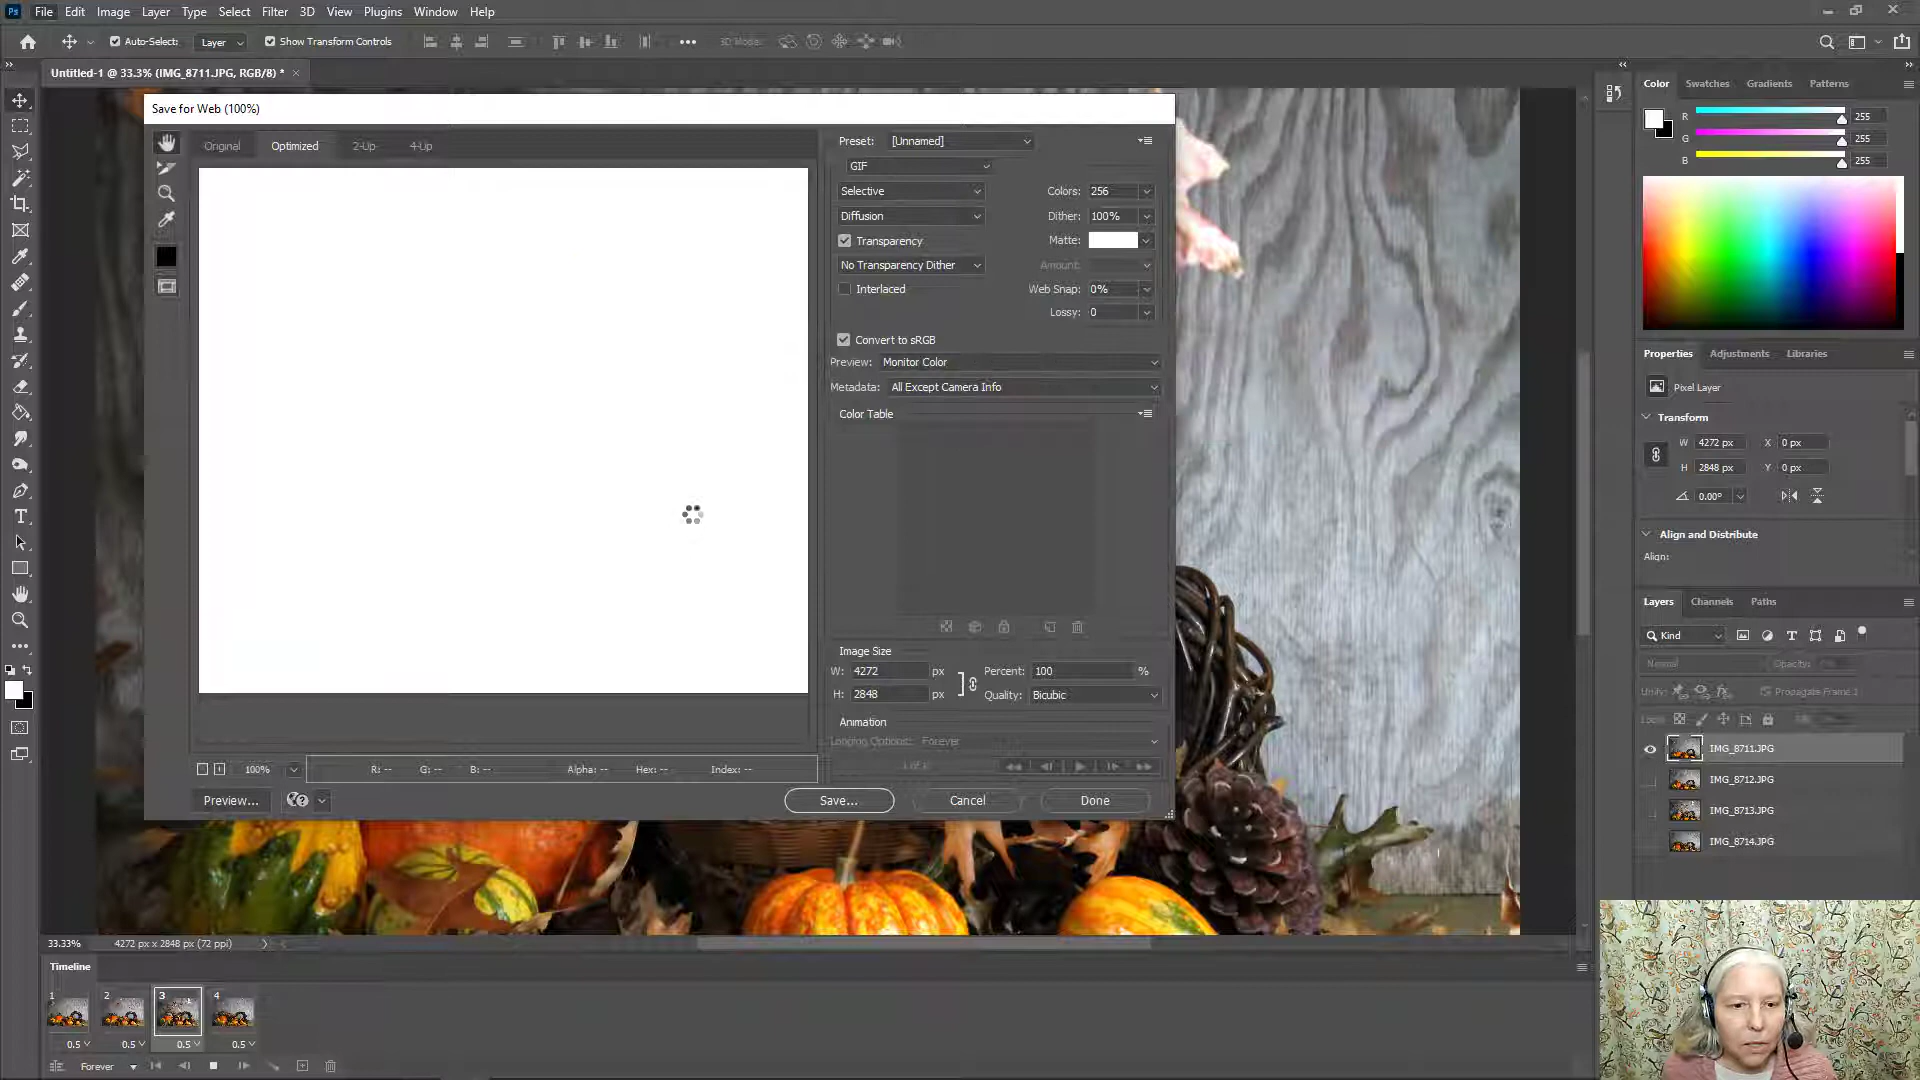 Ps File Edit Image Layer Type Select Filter 3D View Plugins Window Help
Auto-Select: Layer Show Transform Controls 3D Mode:
Untitled-1 @ 33.3% (IMG_8711.JPG, RGB/8) *
Save for Web (100%)
Original Optimized 2-Up 4-Up
Preset: [Unnamed]
GIF
Selective Colors: 256
Diffusion Dither: 100%
Transparency Matte:
No Transparency Dither Amount:
Interlaced Web Snap: 0%
Lossy: 0
Convert to sRGB
Preview: Monitor Color
Metadata: All Except Camera Info
Color Table
Image Size
W: 4272 px Percent: 100 %
H: 2848 px Quality: Bicubic
Animation
Looping Options: Forever
100% R: -- G: -- B: -- Alpha: -- Hex: -- Index: --
Preview... Save... Cancel Done
Color Swatches Gradients Patterns
R 255
G 255
B 255
Properties Adjustments Libraries
Pixel Layer
Transform
W 4272 px X 0 px
H 2848 px Y 0 px
0.00°
Align and Distribute
Align:
Layers Channels Paths
Kind
Normal Opacity:
Unify: Propagate Frame 1
Lock:
IMG_8711.JPG
IMG_8712.JPG
IMG_8713.JPG
IMG_8714.JPG
33.33% 4272 px x 2848 px (72 ppi)
Timeline
1 2 3 4
0.5 0.5 0.5 0.5
Forever